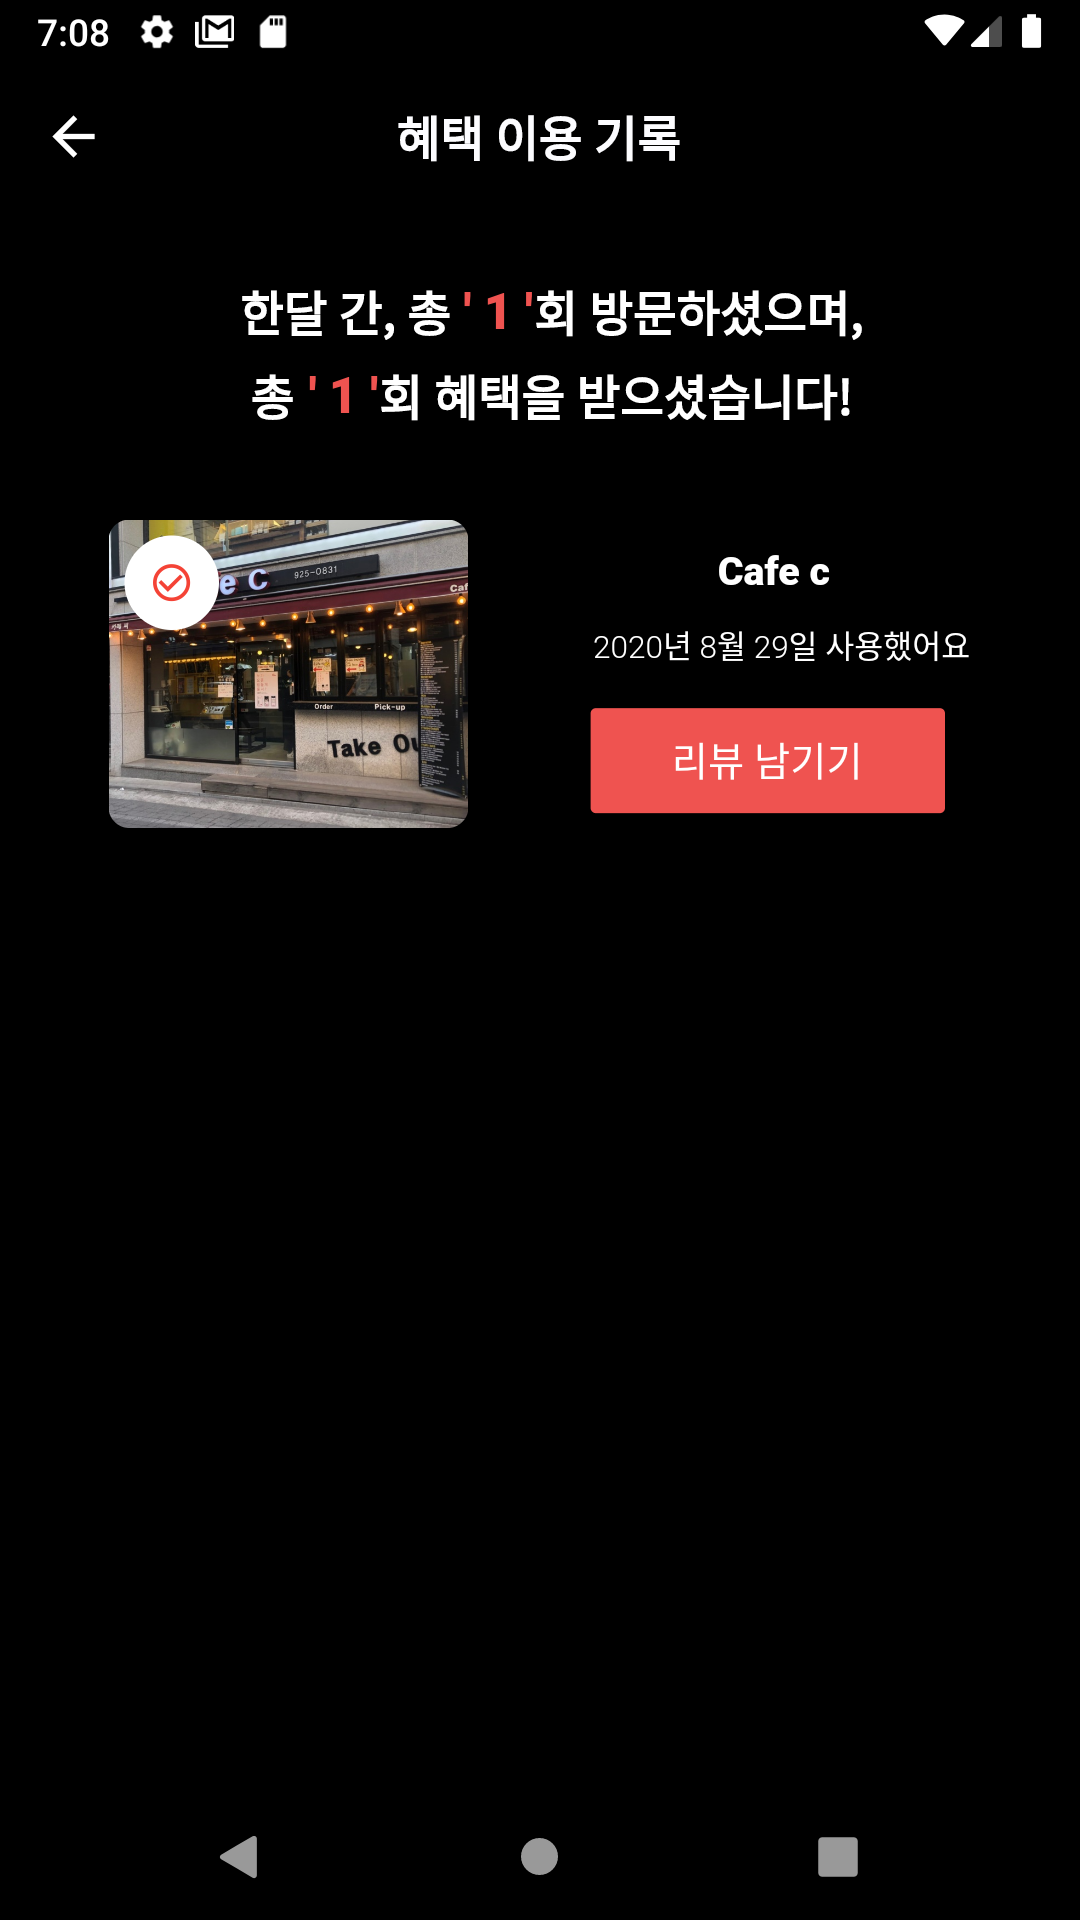 7:08
혜택 이용 기록
한달 간, 총 ' 1 '회 방문하셨으며,
총 ' 1 '회 혜택을 받으셨습니다!
e C 925-0831
Caf
Order Pick-up
Take Ou
Cafe c
2020년 8월 29일 사용했어요
리뷰 남기기